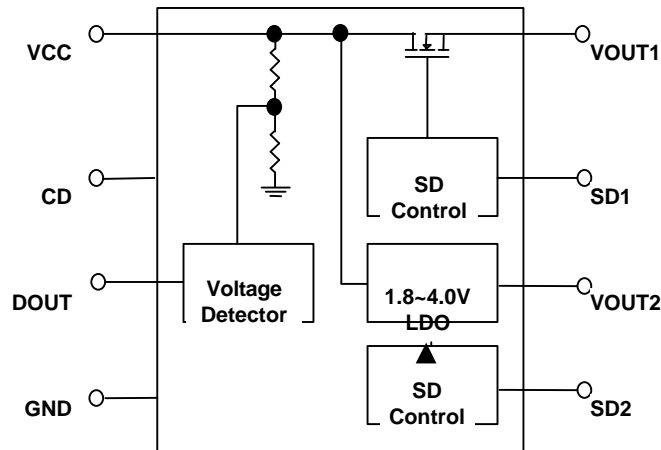 VCC
VOUT1
CD
SD
Control
SD1
DOUT
Voltage
Detector
1.8~4.0V
LDO
VOUT2
GND
SD
Control
SD2